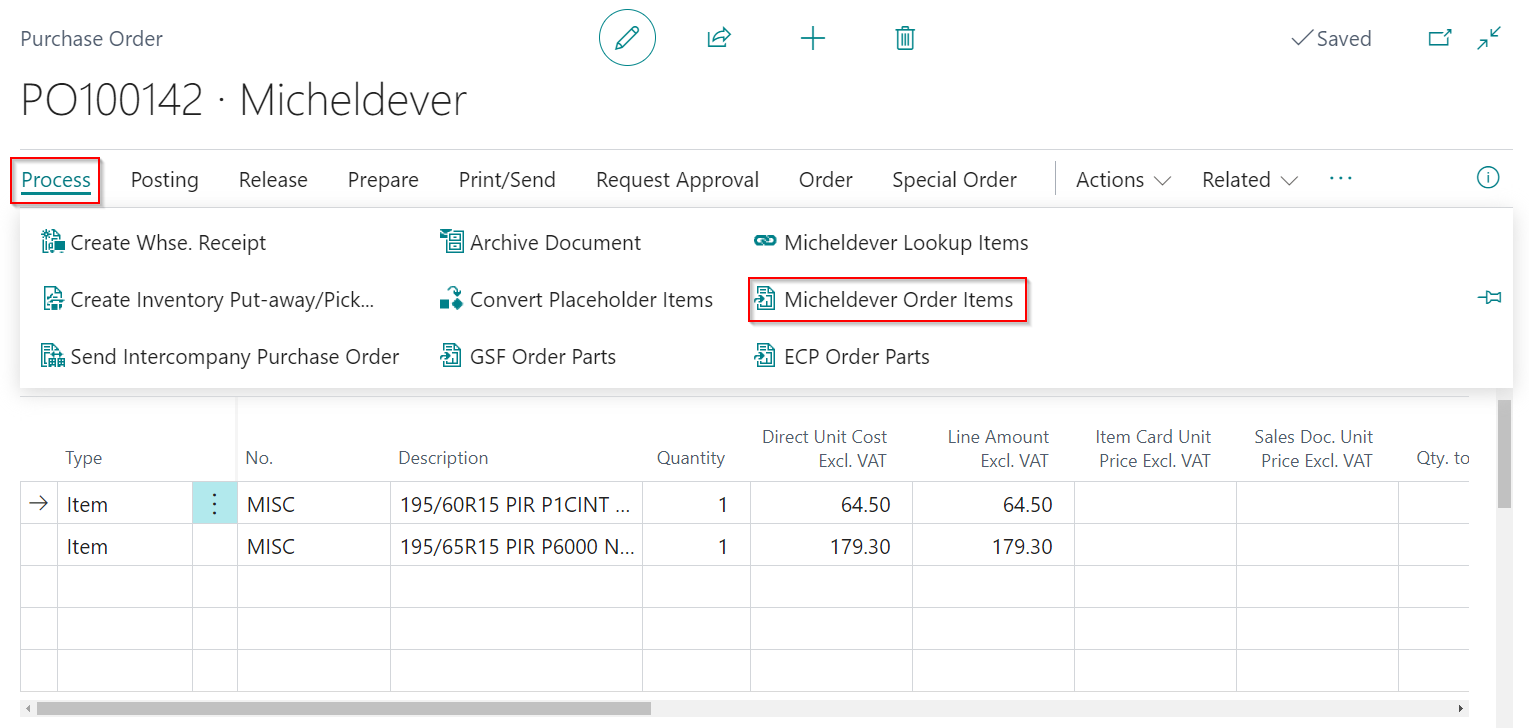 Purchase Order
Saved
PO100142 · Micheldever
Process Posting Release Prepare Print/Send Request Approval Order Special Order Actions Related ···
Create Whse. Receipt Archive Document Micheldever Lookup Items
Create Inventory Put-away/Pick... Convert Placeholder Items Micheldever Order Items
Send Intercompany Purchase Order GSF Order Parts ECP Order Parts
Type No. Description Quantity Direct Unit Cost Excl. VAT Line Amount Excl. VAT Item Card Unit Price Excl. VAT Sales Doc. Unit Price Excl. VAT Qty. to
Item MISC 195/60R15 PIR P1CINT ... 1 64.50 64.50
Item MISC 195/65R15 PIR P6000 N... 1 179.30 179.30